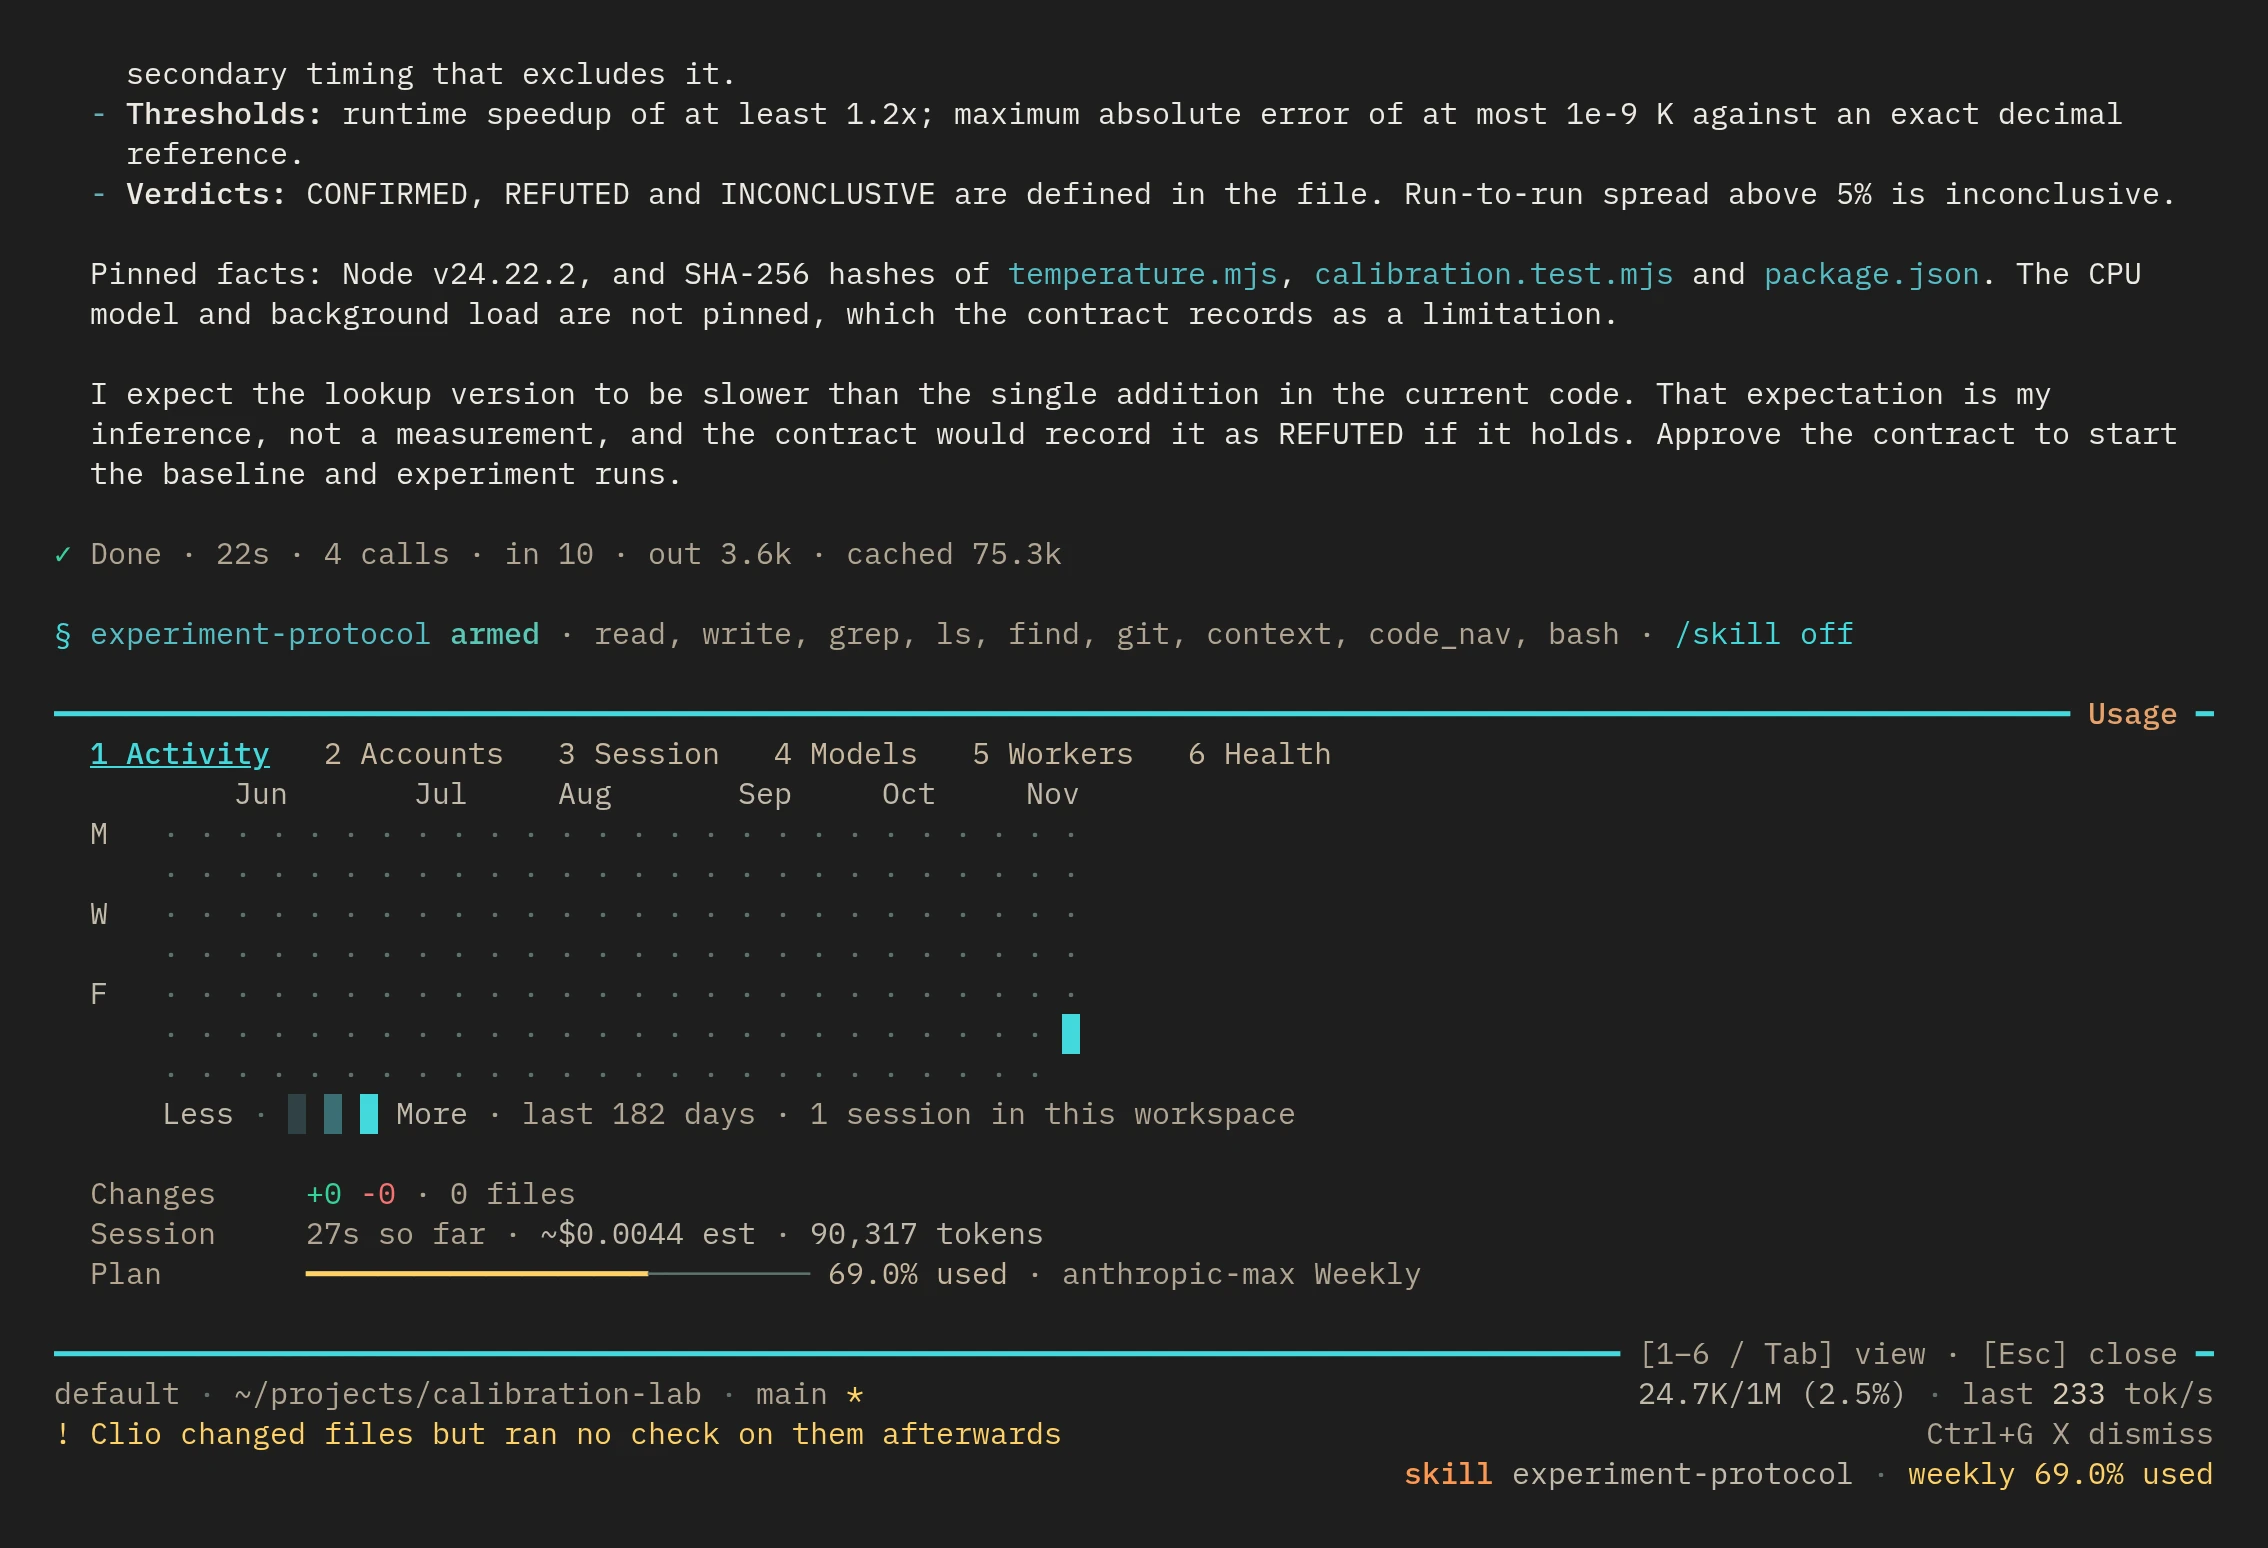 secondary timing that excludes it.
- Thresholds: runtime speedup of at least 1.2x; maximum absolute error of at most 1e-9 K against an exact decimal
reference.
- Verdicts: CONFIRMED, REFUTED and INCONCLUSIVE are defined in the file. Run-to-run spread above 5% is inconclusive.
Pinned facts: Node v24.22.2, and SHA-256 hashes of temperature.mjs, calibration.test.mjs and package.json. The CPU
model and background load are not pinned, which the contract records as a limitation.
I expect the lookup version to be slower than the single addition in the current code. That expectation is my
inference, not a measurement, and the contract would record it as REFUTED if it holds. Approve the contract to start
the baseline and experiment runs.
✓ Done · 22s · 4 calls · in 10 · out 3.6k · cached 75.3k
§ experiment-protocol armed · read, write, grep, ls, find, git, context, code_nav, bash · /skill off
Usage
1 Activity 2 Accounts 3 Session 4 Models 5 Workers 6 Health
Jun Jul Aug Sep Oct Nov
M
W
F
Less · More · last 182 days · 1 session in this workspace
Changes +0 -0 · 0 files
Session 27s so far · ~$0.0044 est · 90,317 tokens
Plan 69.0% used · anthropic-max Weekly
[1–6 / Tab] view · [Esc] close
default · ~/projects/calibration-lab · main * 24.7K/1M (2.5%) · last 233 tok/s
! Clio changed files but ran no check on them afterwards Ctrl+G X dismiss
skill experiment-protocol · weekly 69.0% used